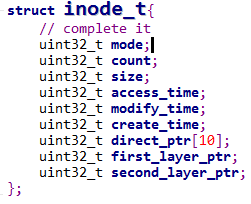 struct inode_t{
// complete it
uint32_t mode;
uint32_t count;
uint32_t size;
uint32_t access_time;
uint32_t modify_time;
uint32_t create_time;
uint32_t direct_ptr[10];
uint32_t first_layer_ptr;
uint32_t second_layer_ptr;
};